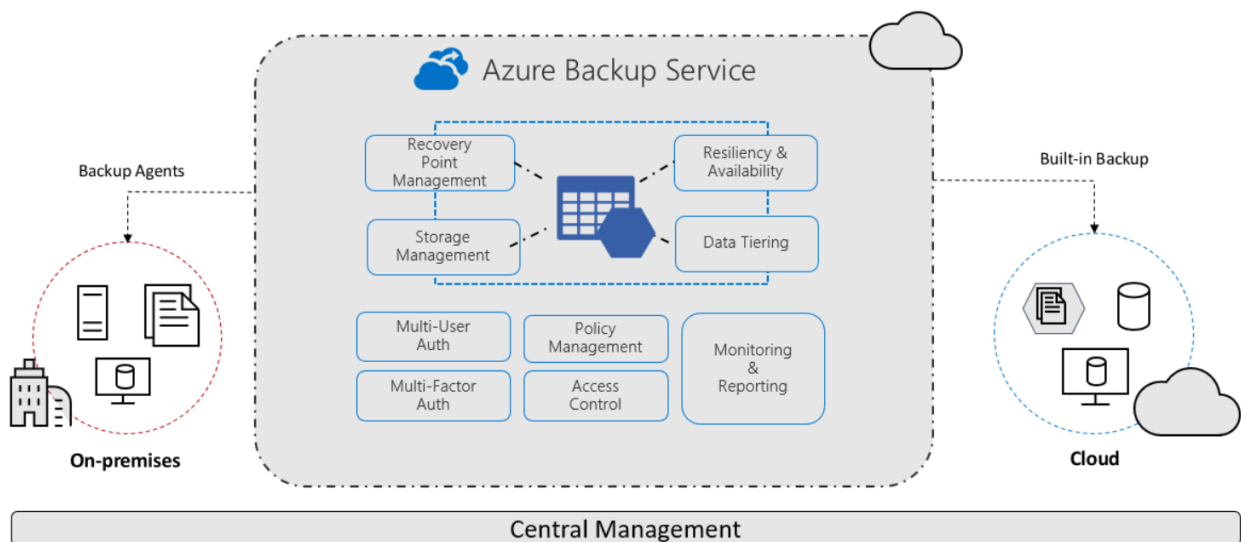 Azure Backup Service
Backup Agents
Built-in Backup
Recovery
Point
Management
Resiliency &
Availability
Storage
Management
Data Tiering
Multi-User
Auth
Policy
Management
Monitoring
&
Reporting
Multi-Factor
Auth
Access
Control
On-premises
Cloud
Central Management